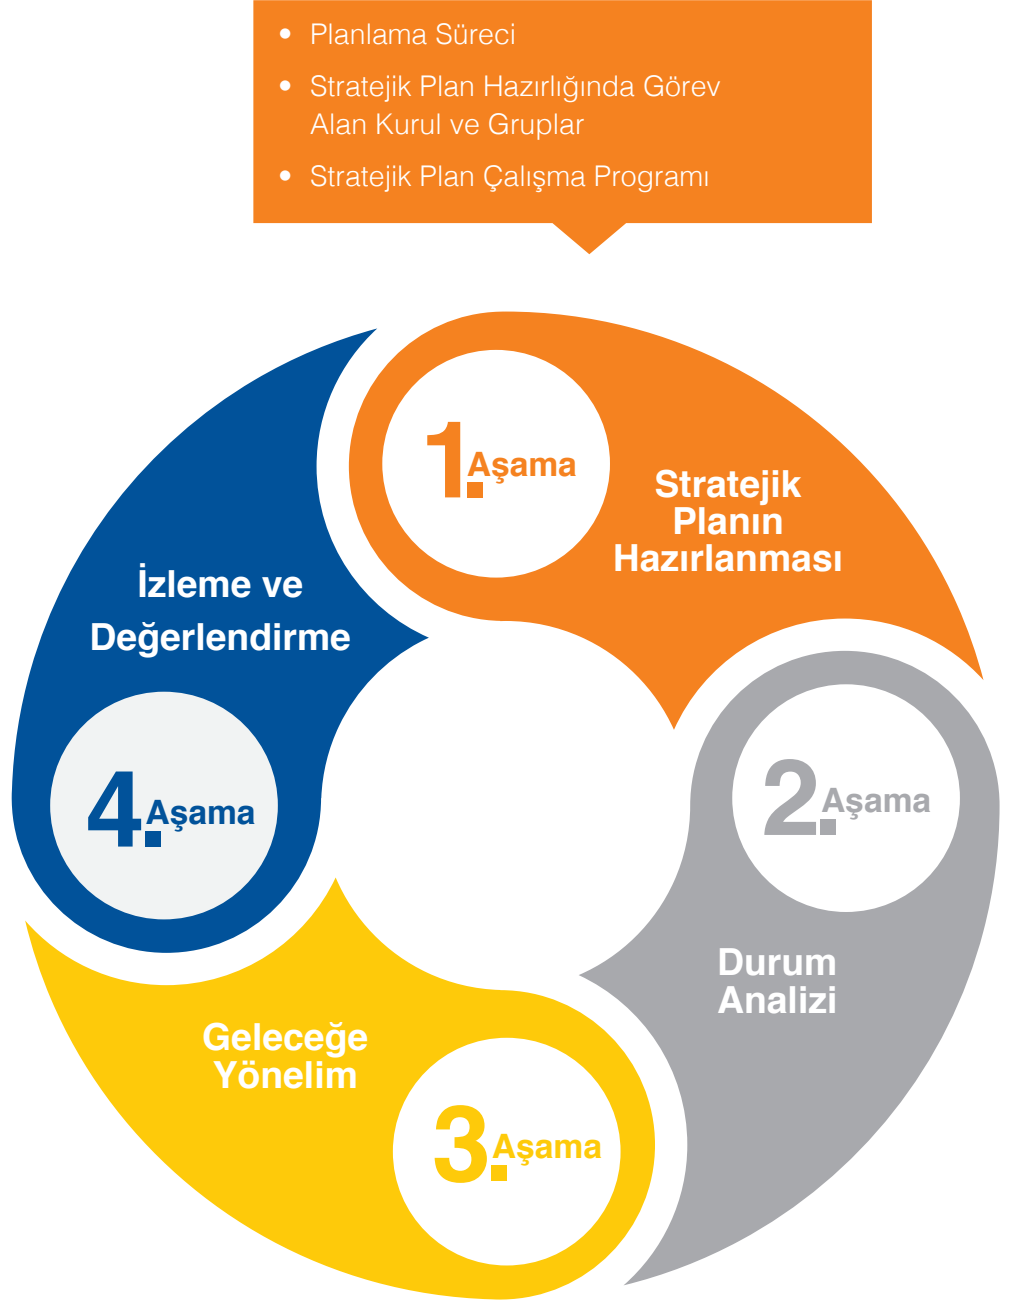 • Planlama Süreci
• Stratejik Plan Hazırlığında Görev
Alan Kurul ve Gruplar
• Stratejik Plan Çalışma Programı
1. Aşama
Stratejik
Planın
Hazırlanması
2. Aşama
Durum
Analizi
3. Aşama
Geleceğe
Yönelim
4. Aşama
İzleme ve
Değerlendirme